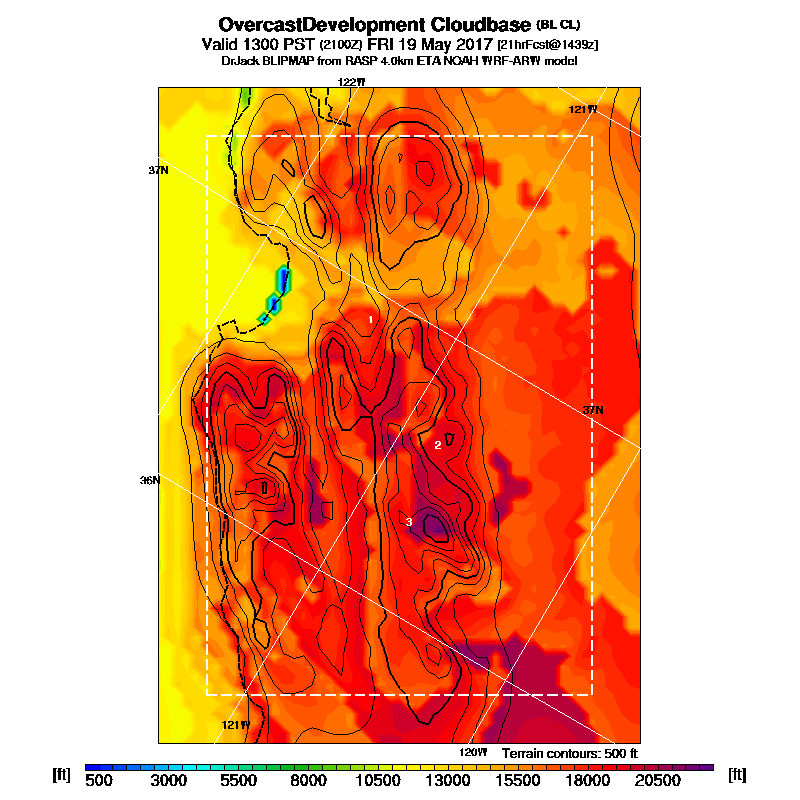 OvercastDevelopment Cloudbase (BL CL)
Valid 1300 PST (2100Z) FRI 19 May 2017 [21hrFcst@1439z]
DrJack BLIPMAP from RASP 4.0km ETA NOAH WRF-ARW model
122W
121W
37N
1
37N
2
36N
3
121W
120W
Terrain contours: 500 ft
[ft] 500 3000 5500 8000 10500 13000 15500 18000 20500 [ft]